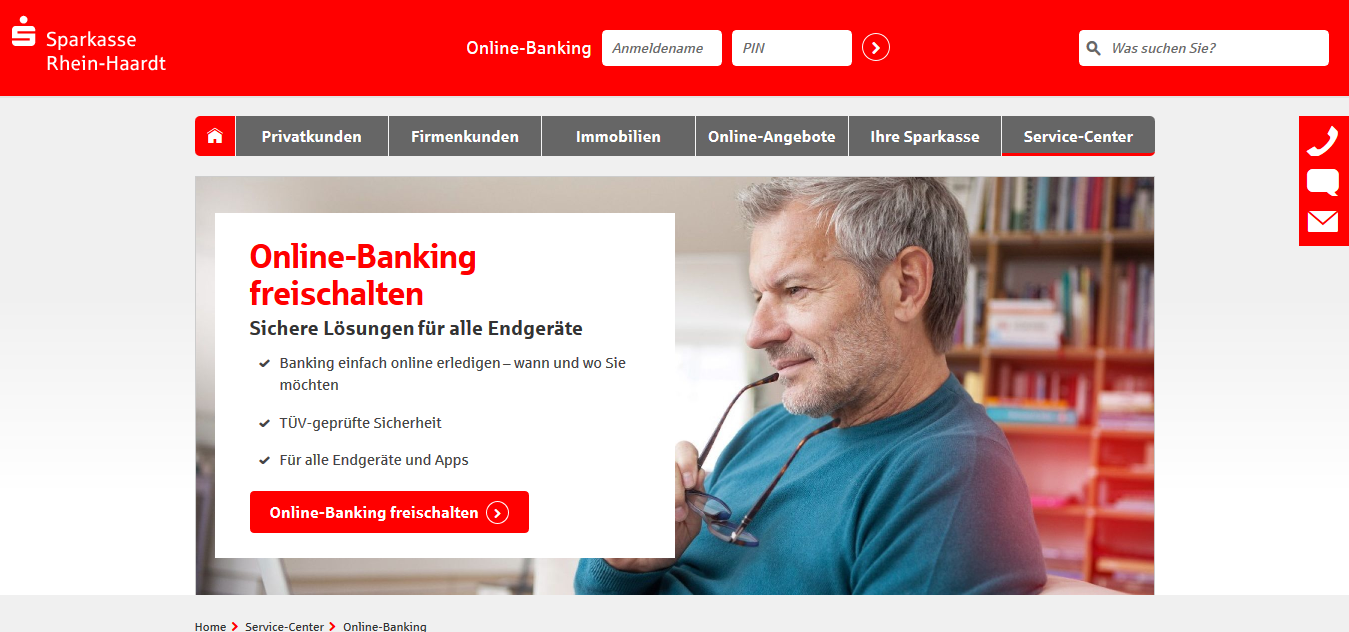 Sparkasse
Rhein-Haardt
Online-Banking Anmeldename PIN
Was suchen Sie?
Privatkunden Firmenkunden Immobilien Online-Angebote Ihre Sparkasse Service-Center
Online-Banking
freischalten
Sichere Lösungen für alle Endgeräte
Banking einfach online erledigen – wann und wo Sie
möchten
TÜV-geprüfte Sicherheit
Für alle Endgeräte und Apps
Online-Banking freischalten
Home Service-Center Online-Banking